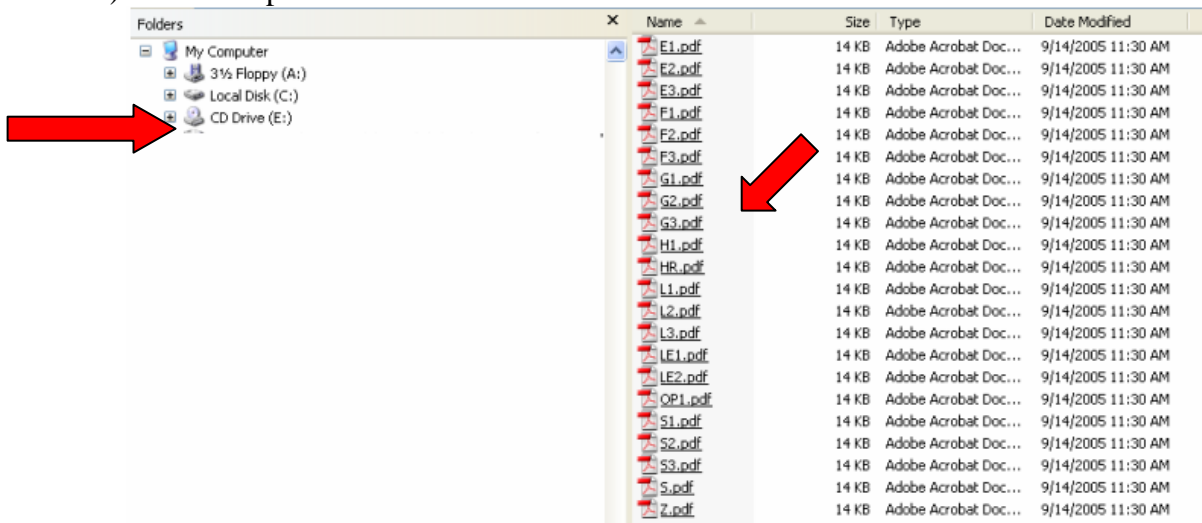 Folders
My Computer
3½ Floppy (A:)
Local Disk (C:)
CD Drive (E:)
Name Size Type Date Modified
E1.pdf 14 KB Adobe Acrobat Doc... 9/14/2005 11:30 AM
E2.pdf 14 KB Adobe Acrobat Doc... 9/14/2005 11:30 AM
E3.pdf 14 KB Adobe Acrobat Doc... 9/14/2005 11:30 AM
F1.pdf 14 KB Adobe Acrobat Doc... 9/14/2005 11:30 AM
F2.pdf 14 KB Adobe Acrobat Doc... 9/14/2005 11:30 AM
F3.pdf 14 KB Adobe Acrobat Doc... 9/14/2005 11:30 AM
G1.pdf 14 KB Adobe Acrobat Doc... 9/14/2005 11:30 AM
G2.pdf 14 KB Adobe Acrobat Doc... 9/14/2005 11:30 AM
G3.pdf 14 KB Adobe Acrobat Doc... 9/14/2005 11:30 AM
H1.pdf 14 KB Adobe Acrobat Doc... 9/14/2005 11:30 AM
HR.pdf 14 KB Adobe Acrobat Doc... 9/14/2005 11:30 AM
L1.pdf 14 KB Adobe Acrobat Doc... 9/14/2005 11:30 AM
L2.pdf 14 KB Adobe Acrobat Doc... 9/14/2005 11:30 AM
L3.pdf 14 KB Adobe Acrobat Doc... 9/14/2005 11:30 AM
LE1.pdf 14 KB Adobe Acrobat Doc... 9/14/2005 11:30 AM
LE2.pdf 14 KB Adobe Acrobat Doc... 9/14/2005 11:30 AM
OP1.pdf 14 KB Adobe Acrobat Doc... 9/14/2005 11:30 AM
S1.pdf 14 KB Adobe Acrobat Doc... 9/14/2005 11:30 AM
S2.pdf 14 KB Adobe Acrobat Doc... 9/14/2005 11:30 AM
S3.pdf 14 KB Adobe Acrobat Doc... 9/14/2005 11:30 AM
S.pdf 14 KB Adobe Acrobat Doc... 9/14/2005 11:30 AM
Z.pdf 14 KB Adobe Acrobat Doc... 9/14/2005 11:30 AM